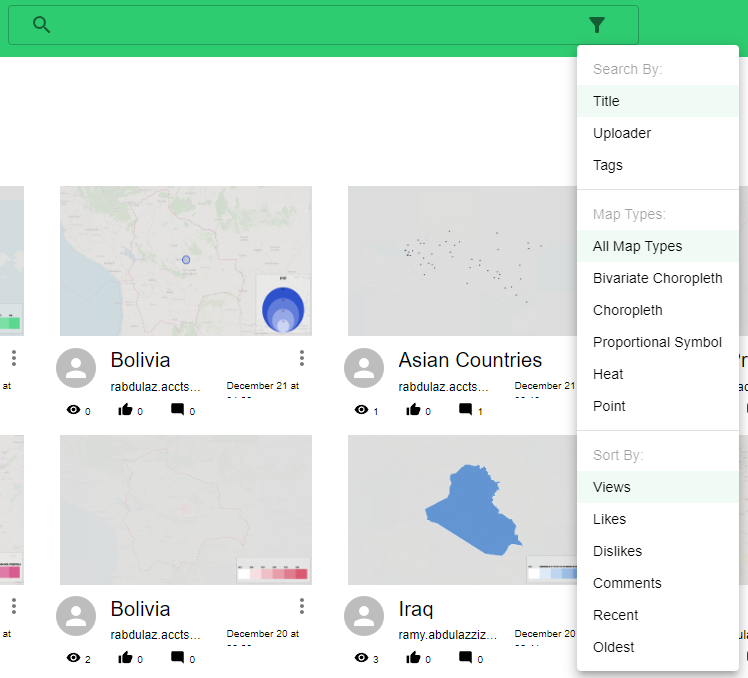 Search By:
Title
Uploader
Tags
Map Types:
All Map Types
Bivariate Choropleth
Choropleth
Proportional Symbol
Heat
Point
Sort By:
Views
Likes
Dislikes
Comments
Recent
Oldest
at
Bolivia
rabdulaz.accts...
December 21 at
0 0 0
Asian Countries
rabdulaz.accts...
December 21
1 0 1
at
Bolivia
rabdulaz.accts...
December 20 at
2 0 0
Iraq
ramy.abdulazziz...
December 20
3 0 0